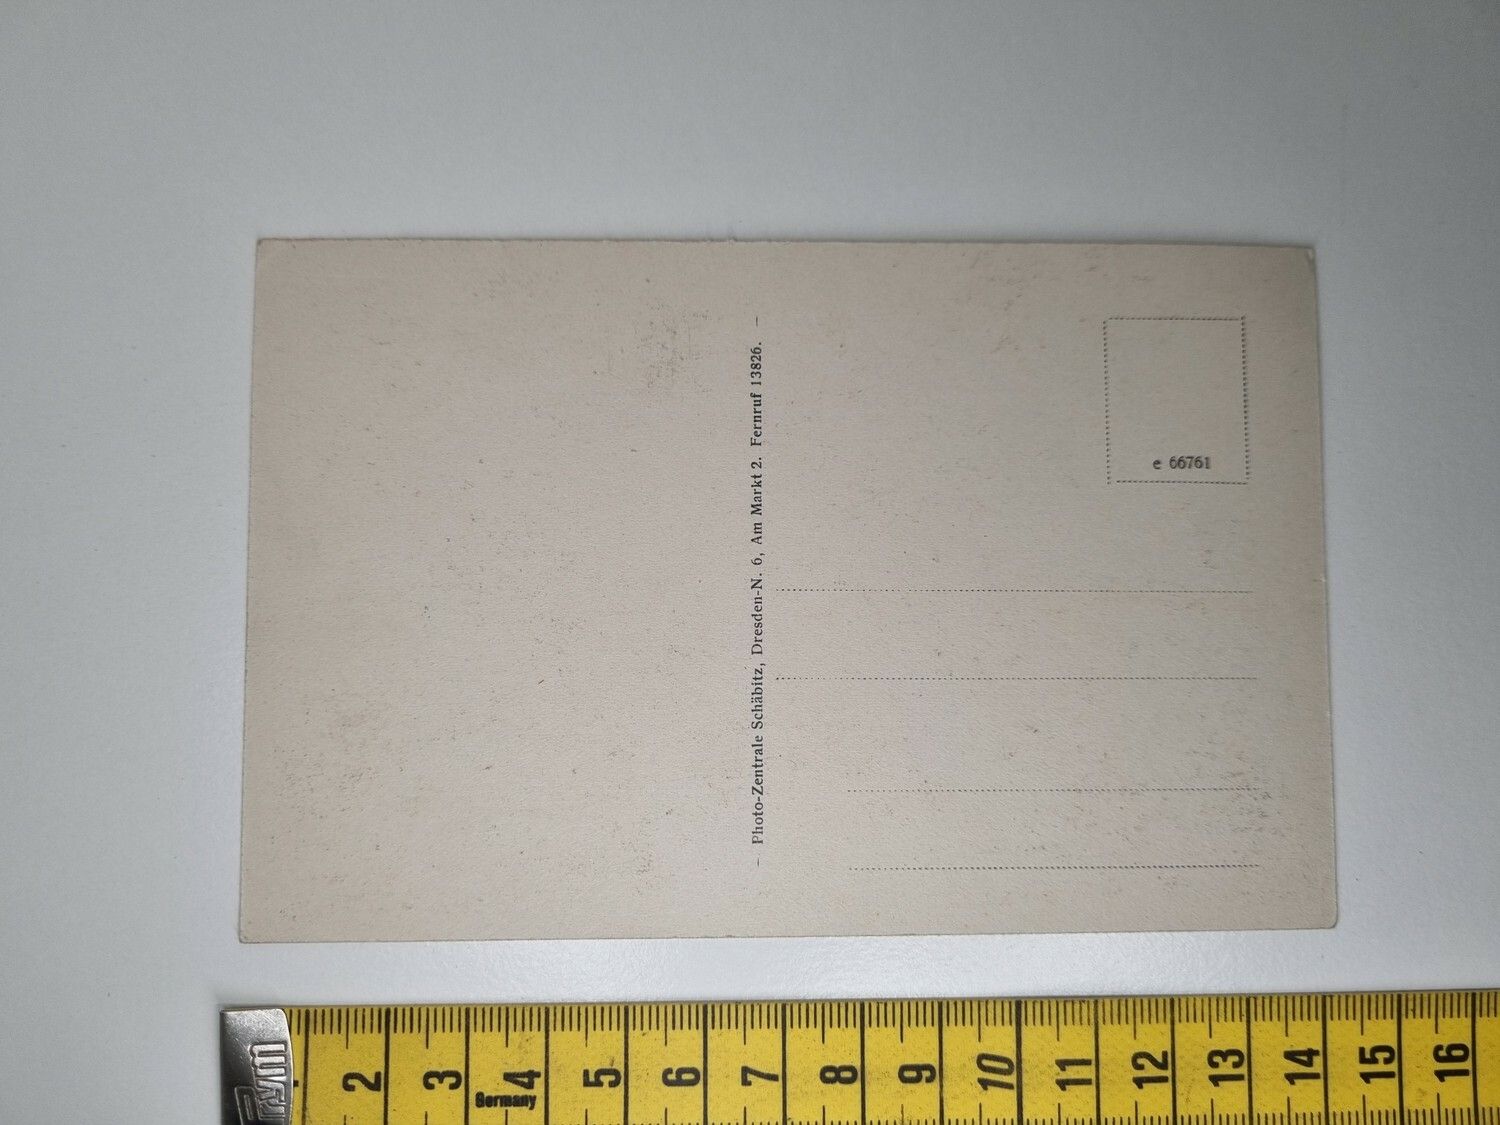 — Photo-Zentrale Schäbitz, Dresden-N. 6, Am Markt 2. Fernruf 13826. —
e 66761
Prym
2 3 4 5 6 7 8 9 10 11 12 13 14 15 16
Germany